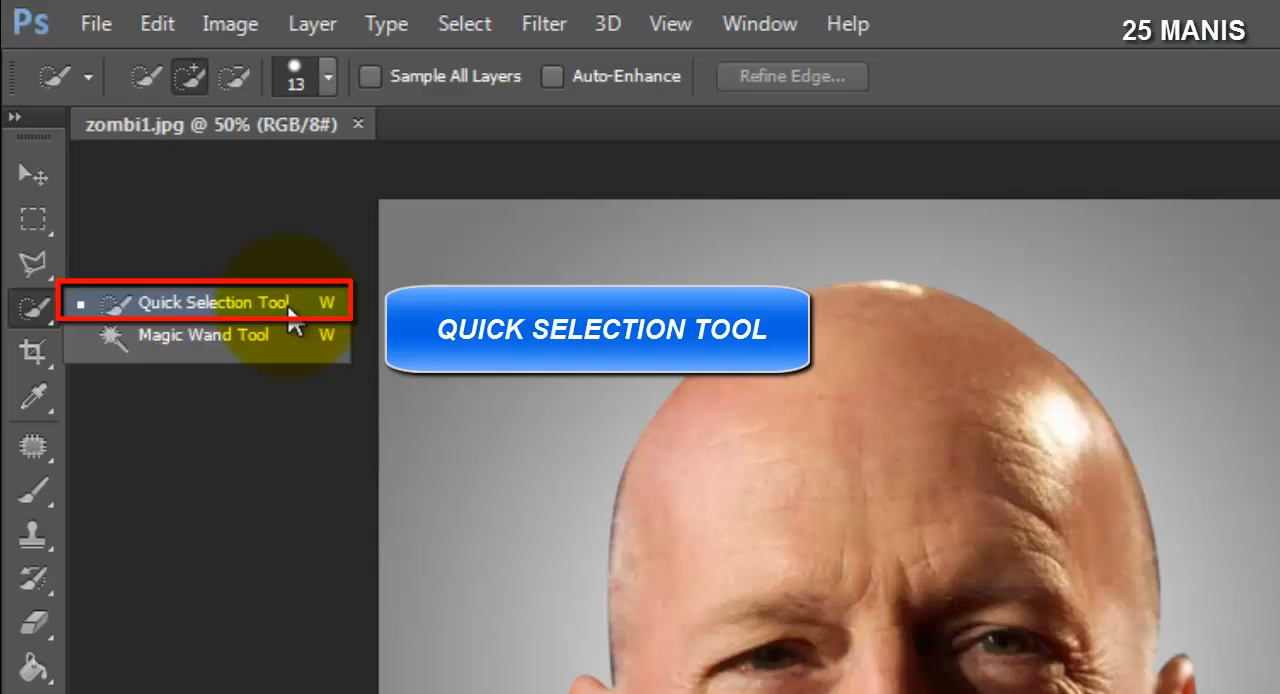 Ps File Edit Image Layer Type Select Filter 3D View Window Help
25 MANIS
13 Sample All Layers Auto-Enhance Refine Edge...
zombi1.jpg @ 50% (RGB/8#) ×
Quick Selection Tool W
Magic Wand Tool W
QUICK SELECTION TOOL